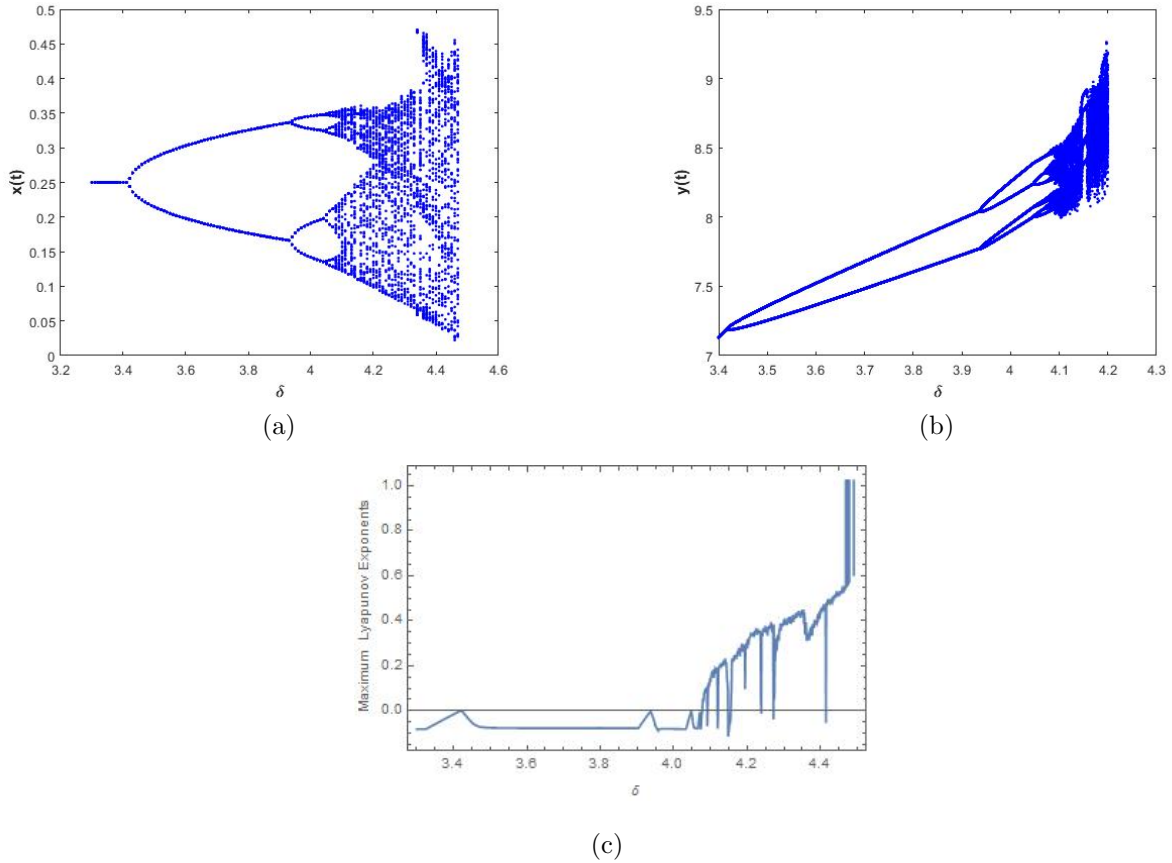 0.5
0.45
0.4
0.35
0.3
0.25
0.2
0.15
0.1
0.05
0
x(t)
3.2 3.4 3.6 3.8 4 4.2 4.4 4.6
δ
(a)
9.5
9
8.5
8
7.5
7
y(t)
3.4 3.5 3.6 3.7 3.8 3.9 4 4.1 4.2 4.3
δ
(b)
1.0
0.8
0.6
0.4
0.2
0.0
Maximum Lyapunov Exponents
3.4 3.6 3.8 4.0 4.2 4.4
δ
(c)